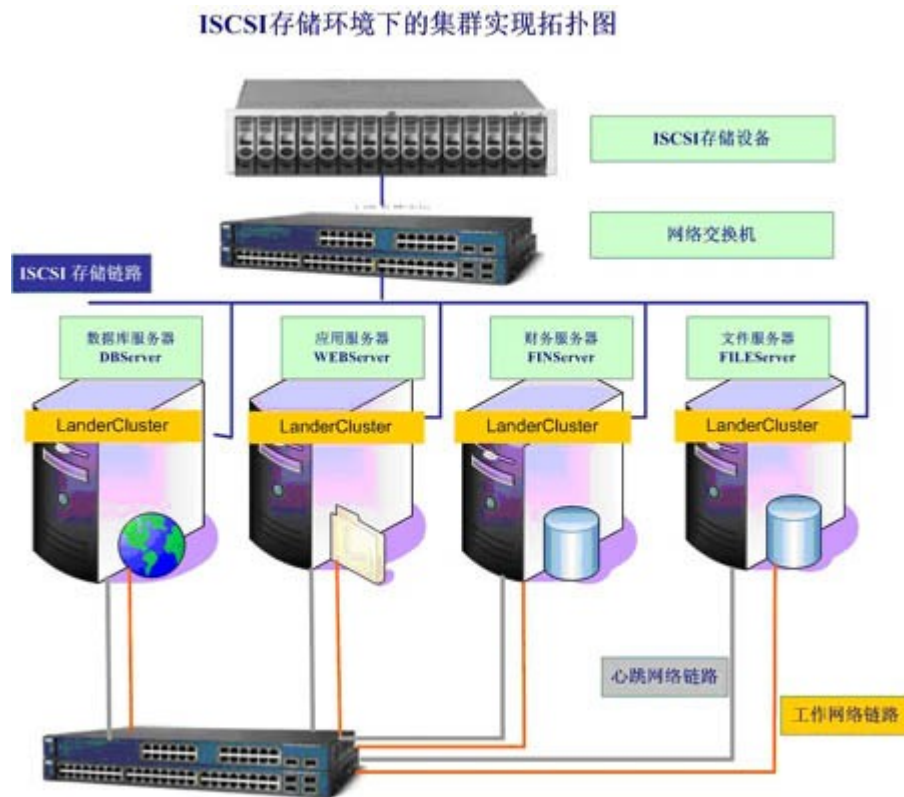 ISCSI存储环境下的集群实现拓扑图
ISCSI存储设备
网络交换机
ISCSI 存储链路
数据库服务器
DBServer
应用服务器
WEBServer
财务服务器
FINServer
文件服务器
FILEServer
LanderCluster
LanderCluster
LanderCluster
LanderCluster
心跳网络链路
工作网络链路